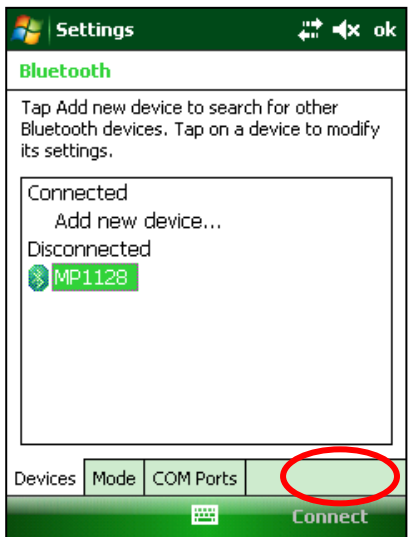 Settings ok
Bluetooth
Tap Add new device to search for other
Bluetooth devices. Tap on a device to modify
its settings.
Connected
Add new device...
Disconnected
MP1128
Devices Mode COM Ports
Connect